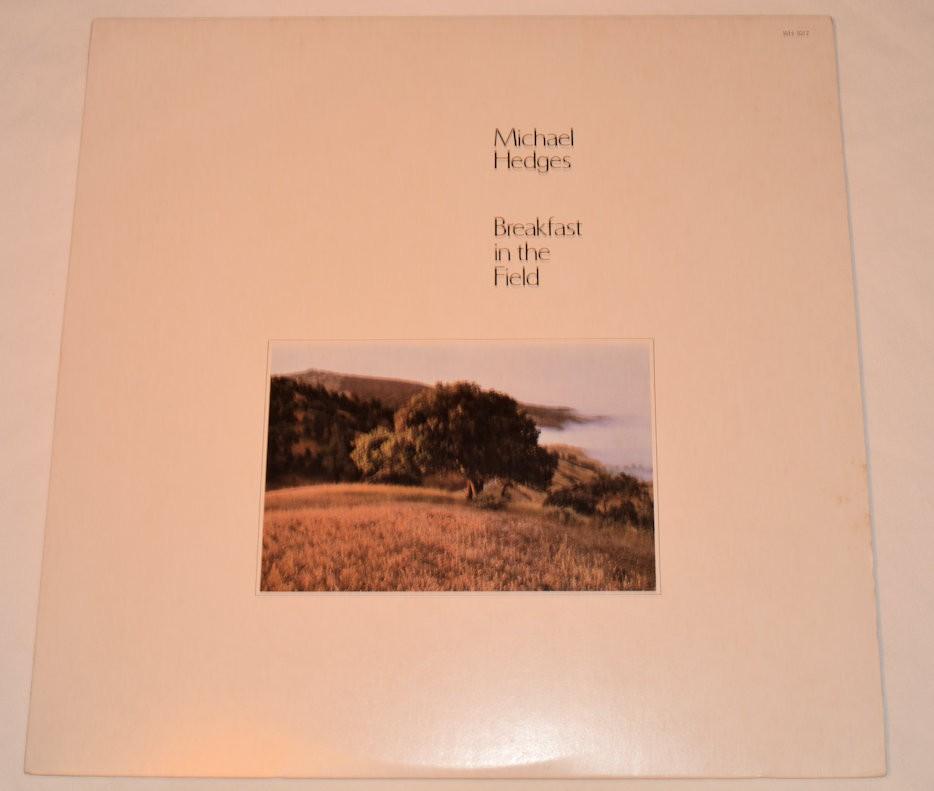 Michael
Hedges
Breakfast
in the
Field